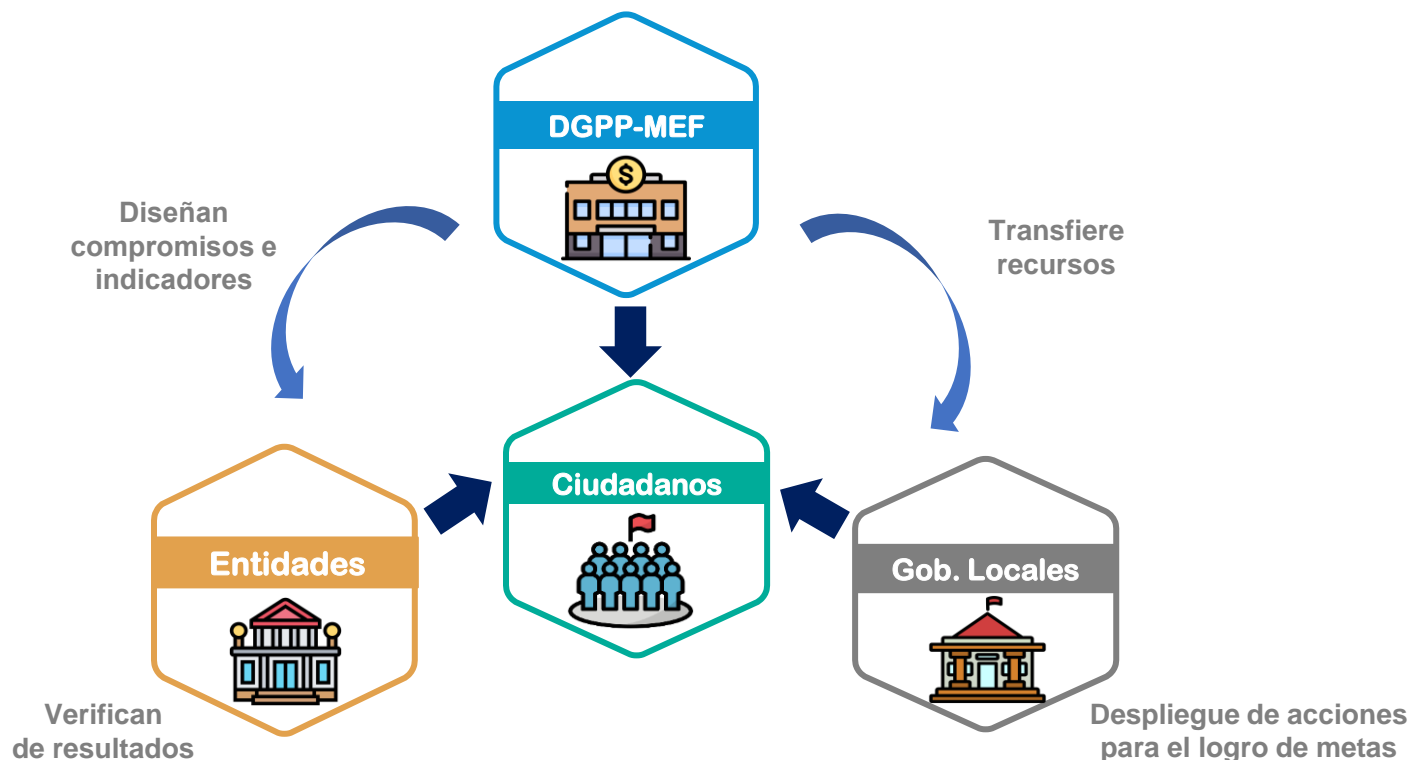 DGPP-MEF
$
Diseñan
compromisos e
indicadores
Transfiere
recursos
Ciudadanos
Entidades
Gob. Locales
Verifican
de resultados
Despliegue de acciones
para el logro de metas